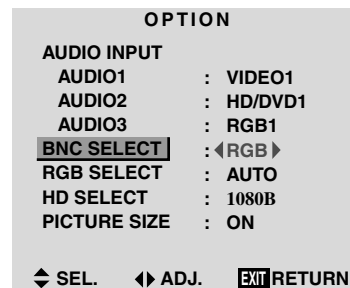 OPTION
AUDIO INPUT
AUDIO1 : VIDEO1
AUDIO2 : HD/DVD1
AUDIO3 : RGB1
BNC SELECT : RGB
RGB SELECT : AUTO
HD SELECT : 1080B
PICTURE SIZE : ON
SEL. ADJ. EXIT RETURN